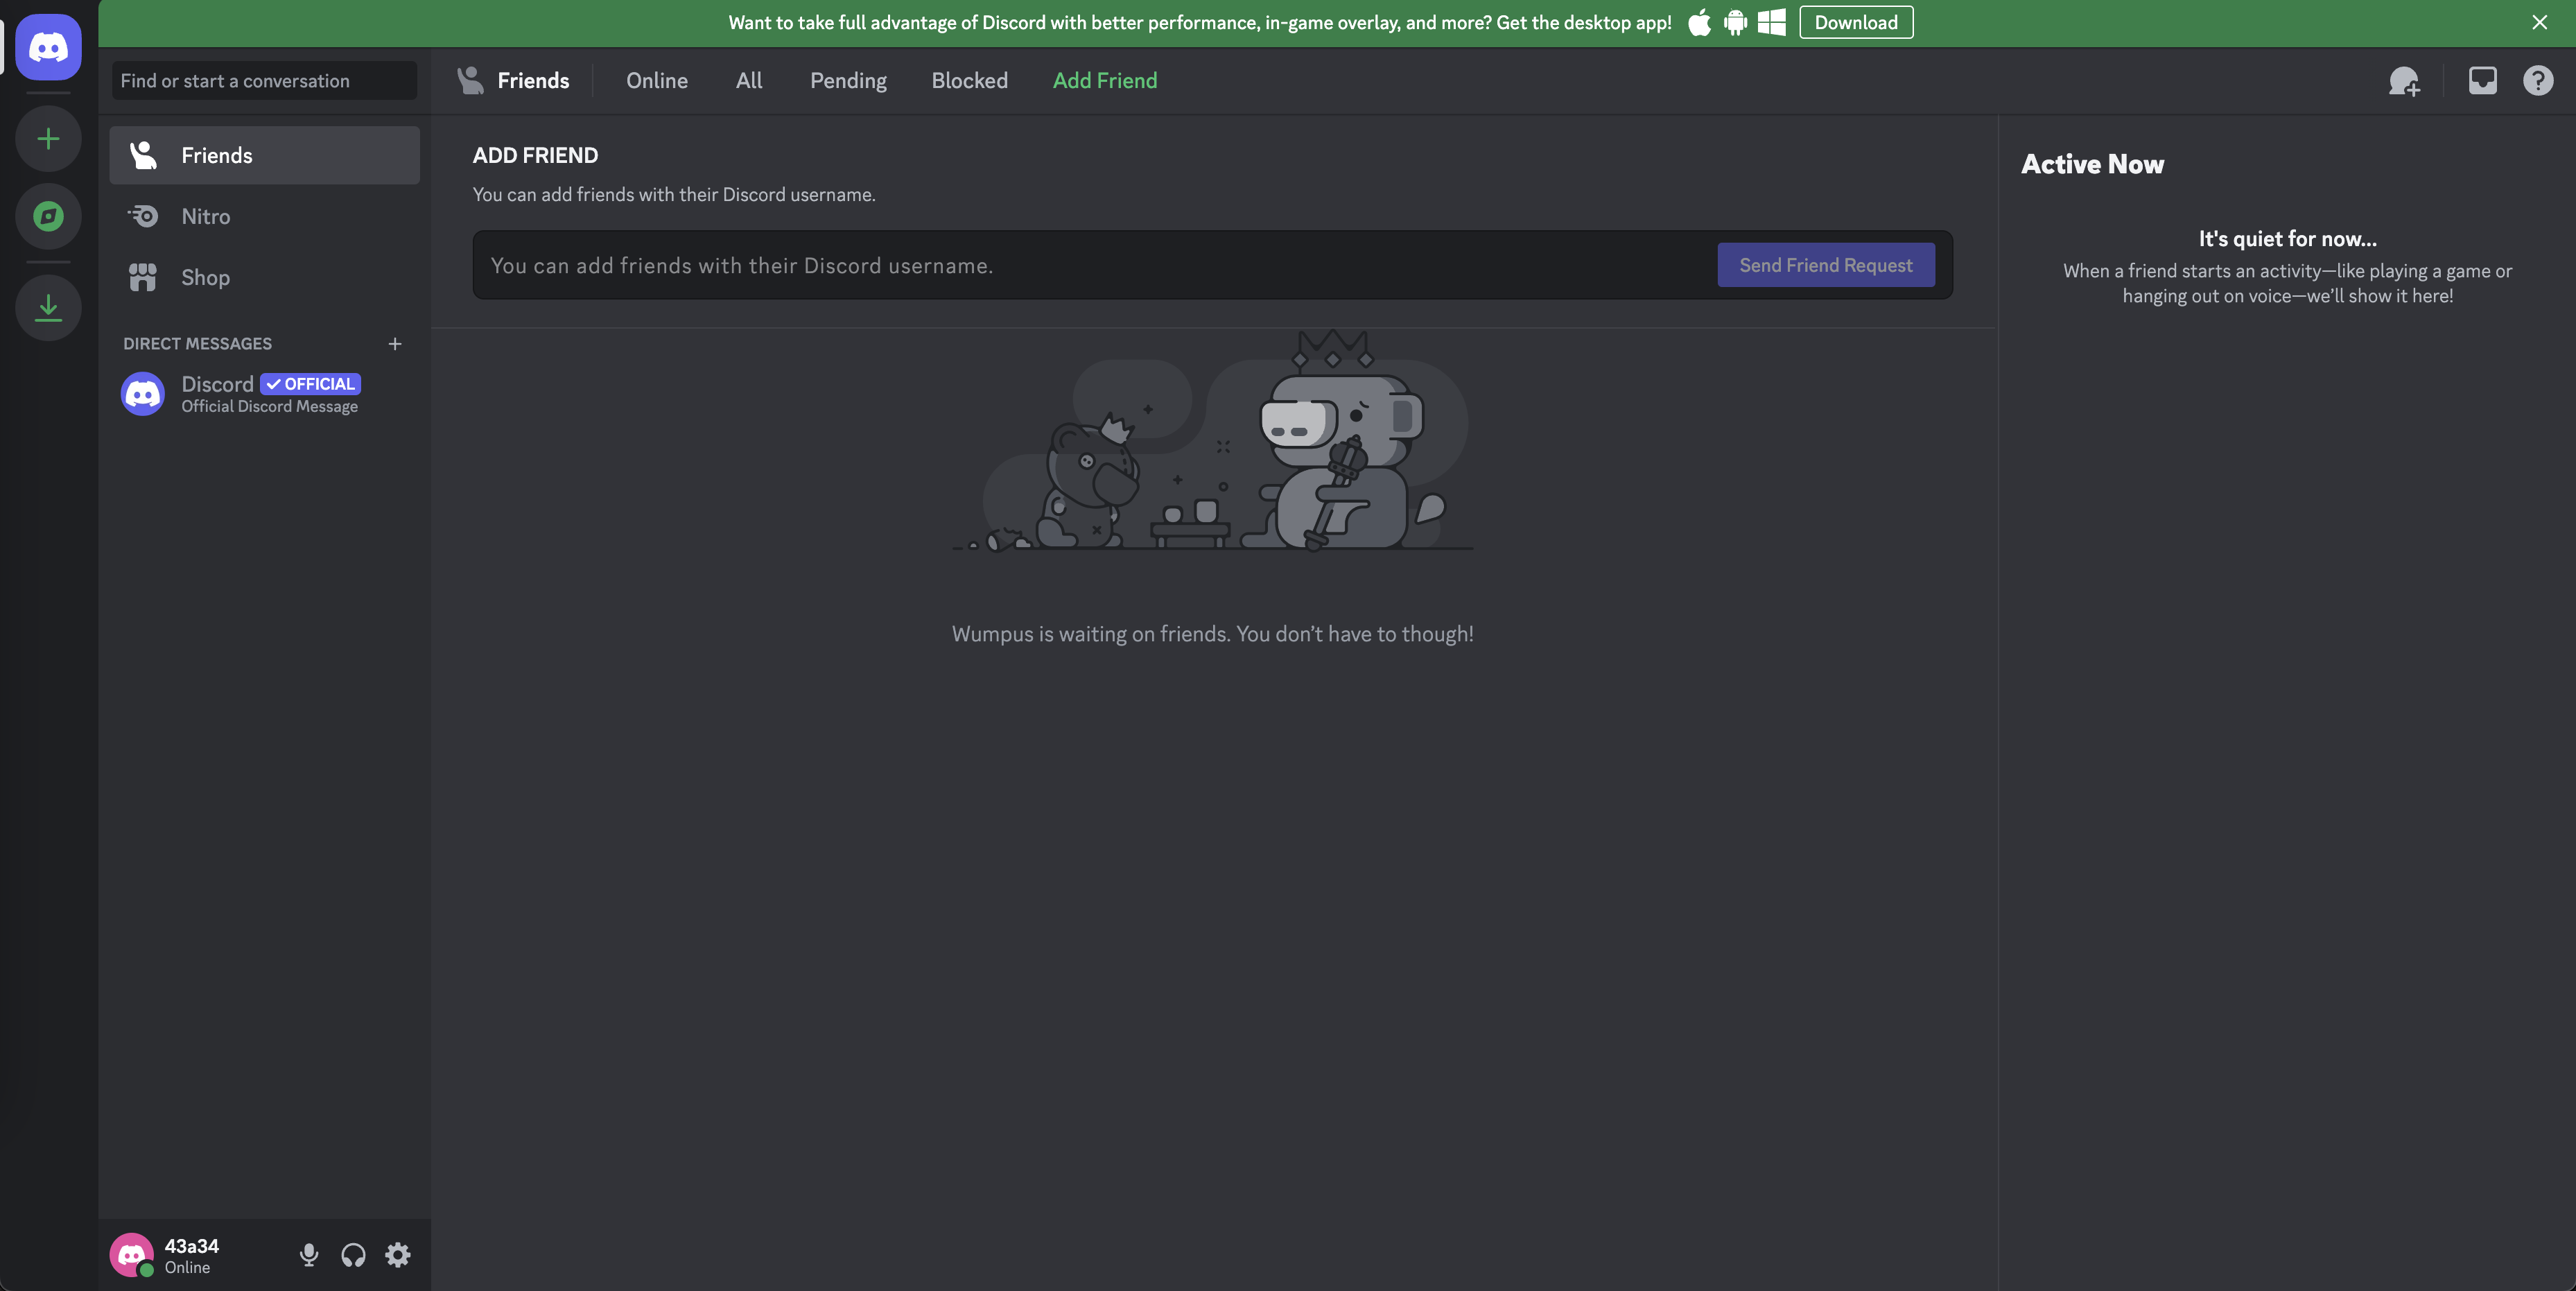 Want to take full advantage of Discord with better performance, in-game overlay, and more? Get the desktop app!
Download
Find or start a conversation
Friends
Online
All
Pending
Blocked
Add Friend
Friends
Nitro
Shop
DIRECT MESSAGES
Discord
OFFICIAL
Official Discord Message
ADD FRIEND
You can add friends with their Discord username.
You can add friends with their Discord username.
Send Friend Request
Wumpus is waiting on friends. You don’t have to though!
Active Now
It's quiet for now...
When a friend starts an activity—like playing a game or
hanging out on voice—we’ll show it here!
43a34
Online